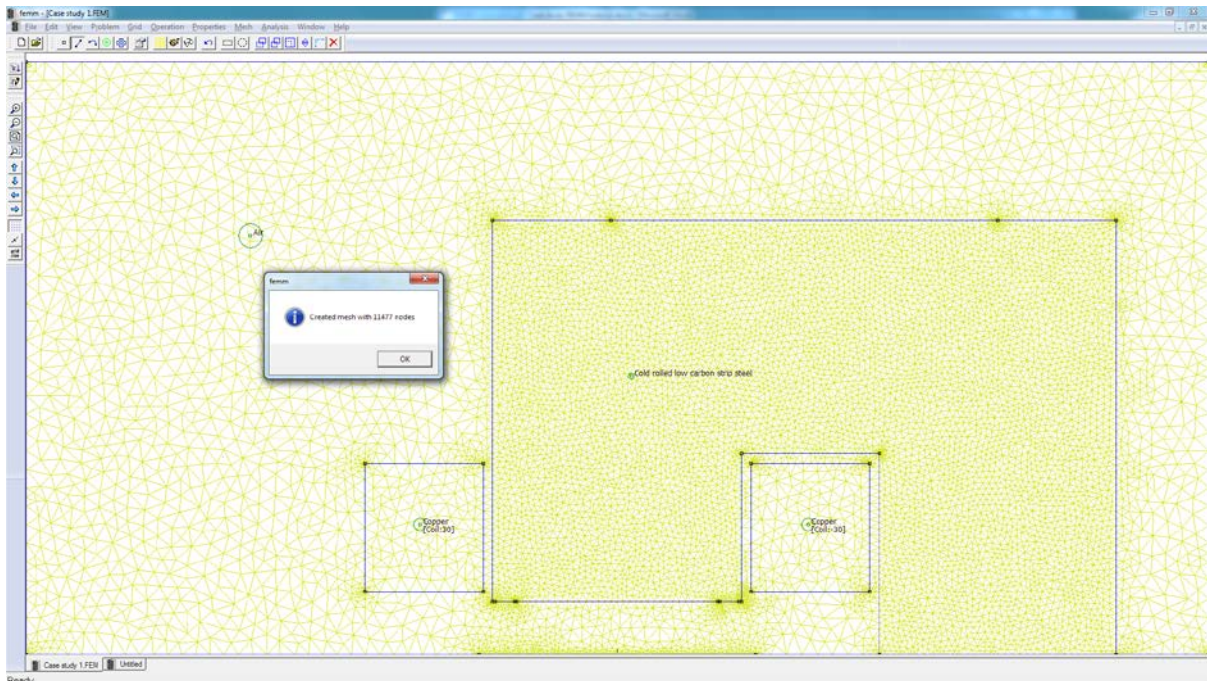 femm - [Case study 1.FEM]
File Edit View Problem Grid Operation Properties Mesh Analysis Window Help
Air
femm
Created mesh with 11477 nodes
OK
Cold rolled low carbon strip steel
Copper
[Coil:30]
Copper
[Coil:-30]
Case study 1.FEM Untitled
Ready